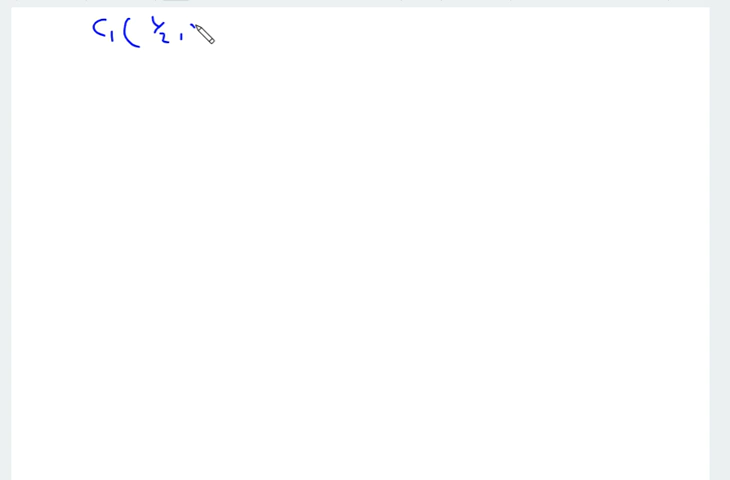 C₁ ( 1/2 ,